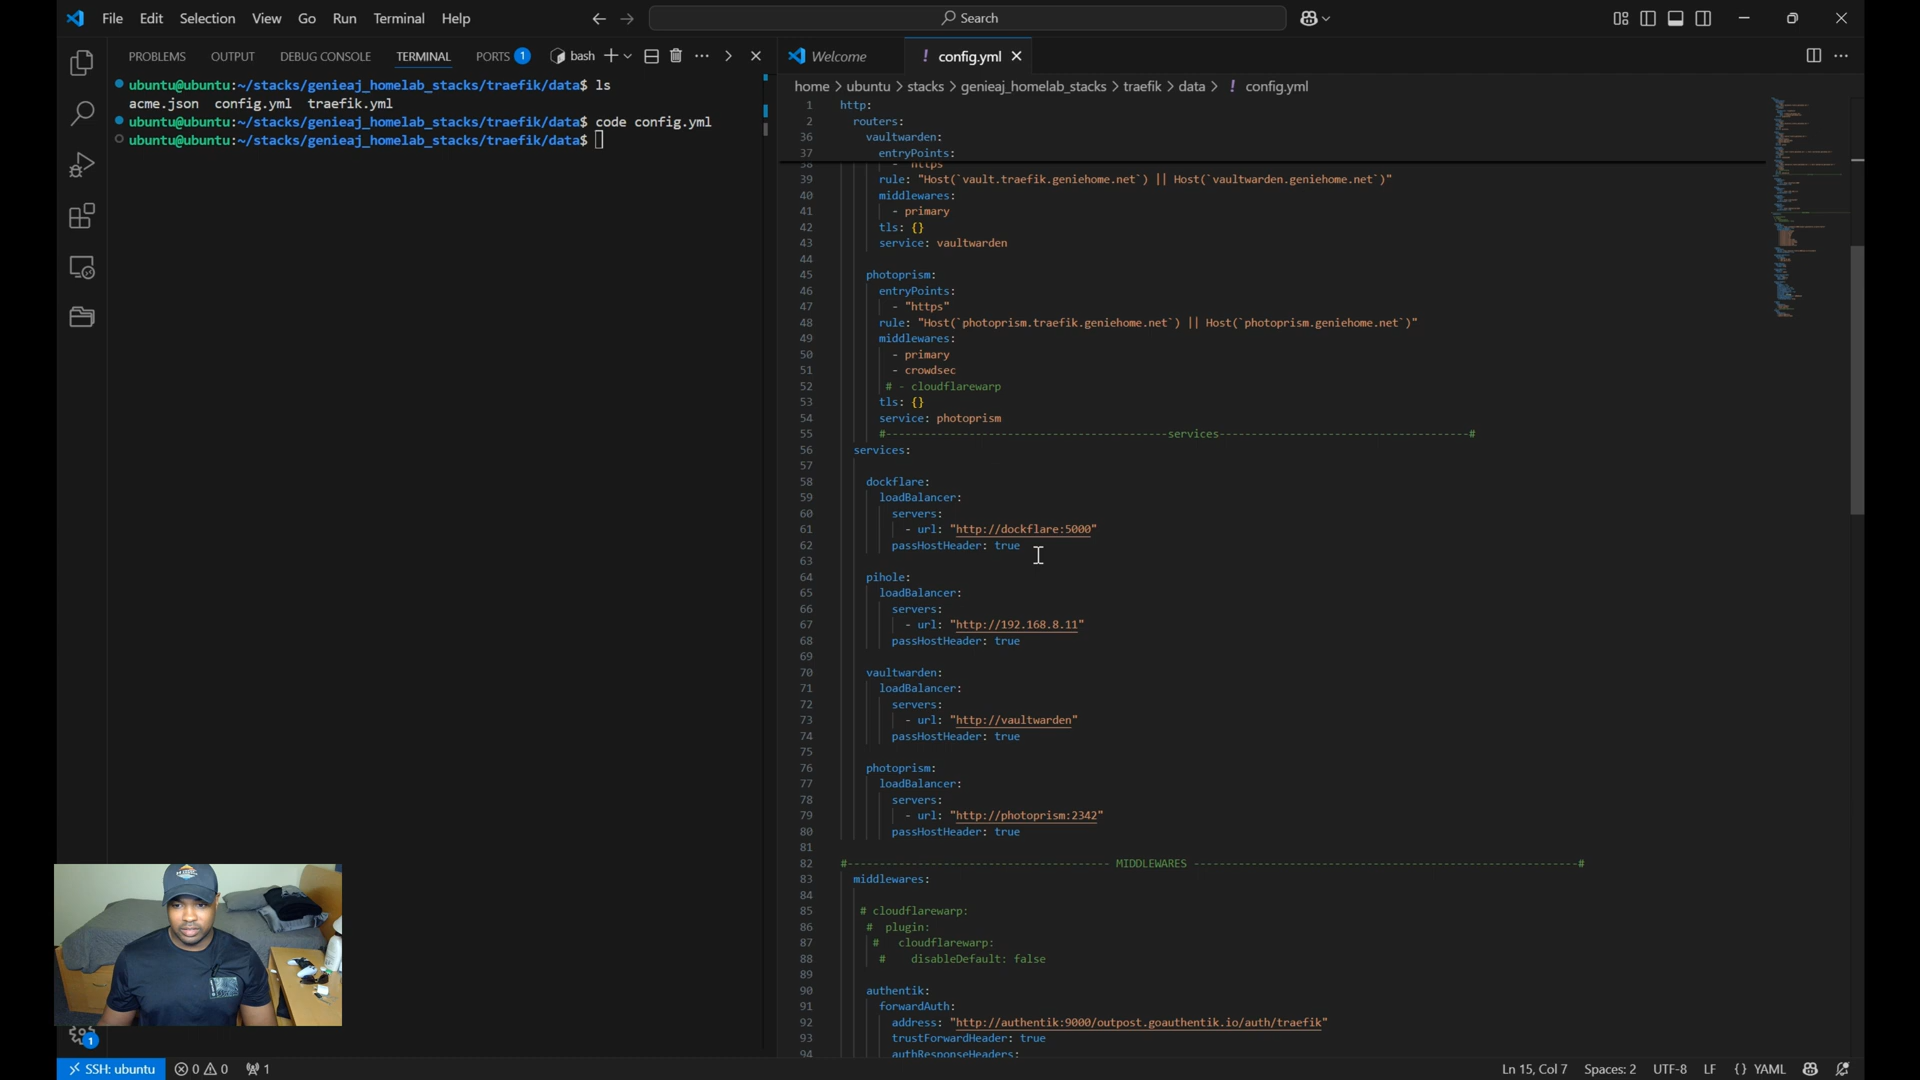 File Edit Selection View Go Run Terminal Help
Search
PROBLEMS OUTPUT DEBUG CONSOLE TERMINAL PORTS 1 bash
ubuntu@ubuntu:~/stacks/genieaj_homelab_stacks/traefik/data$ ls
acme.json config.yml traefik.yml
ubuntu@ubuntu:~/stacks/genieaj_homelab_stacks/traefik/data$ code config.yml
ubuntu@ubuntu:~/stacks/genieaj_homelab_stacks/traefik/data$
Welcome ! config.yml
home > ubuntu > stacks > genieaj_homelab_stacks > traefik > data > ! config.yml
1 http:
2 routers:
36 vaultwarden:
37 entryPoints:
38 - https
39 rule: "Host(`vault.traefik.geniehome.net`) || Host(`vaultwarden.geniehome.net`)"
40 middlewares:
41 - primary
42 tls: {}
43 service: vaultwarden
44
45 photoprism:
46 entryPoints:
47 - "https"
48 rule: "Host(`photoprism.traefik.geniehome.net`) || Host(`photoprism.geniehome.net`)"
49 middlewares:
50 - primary
51 - crowdsec
52 # - cloudflarewarp
53 tls: {}
54 service: photoprism
55 #--------------------------------------------services---------------------------------------#
56 services:
57
58 dockflare:
59 loadBalancer:
60 servers:
61 - url: "http://dockflare:5000"
62 passHostHeader: true
63
64 pihole:
65 loadBalancer:
66 servers:
67 - url: "http://192.168.8.11"
68 passHostHeader: true
69
70 vaultwarden:
71 loadBalancer:
72 servers:
73 - url: "http://vaultwarden"
74 passHostHeader: true
75
76 photoprism:
77 loadBalancer:
78 servers:
79 - url: "http://photoprism:2342"
80 passHostHeader: true
81
82 #----------------------------------------- MIDDLEWARES ------------------------------------------------------------#
83 middlewares:
84
85 # cloudflarewarp:
86 # plugin:
87 # cloudflarewarp:
88 # disableDefault: false
89
90 authentik:
91 forwardAuth:
92 address: "http://authentik:9000/outpost.goauthentik.io/auth/traefik"
93 trustForwardHeader: true
94 authResponseHeaders:
1
SSH: ubuntu 0 0 1
Ln 15, Col 7 Spaces: 2 UTF-8 LF {} YAML